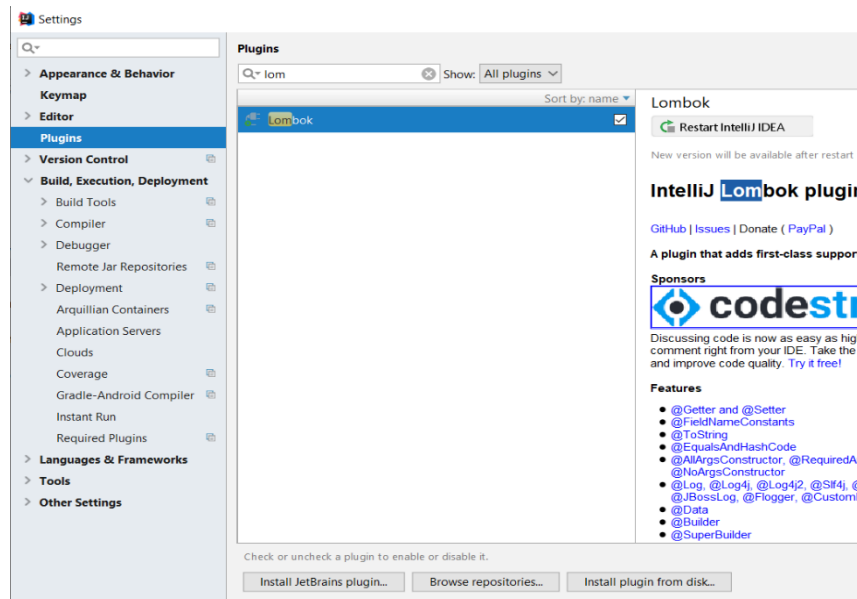 Settings
Appearance & Behavior
Keymap
Editor
Plugins
Version Control
Build, Execution, Deployment
Build Tools
Compiler
Debugger
Remote Jar Repositories
Deployment
Arquillian Containers
Application Servers
Clouds
Coverage
Gradle-Android Compiler
Instant Run
Required Plugins
Languages & Frameworks
Tools
Other Settings
Plugins
lom Show: All plugins
Sort by: name
Lombok
Check or uncheck a plugin to enable or disable it.
Install JetBrains plugin... Browse repositories... Install plugin from disk...
Lombok
Restart IntelliJ IDEA
New version will be available after restart
IntelliJ Lombok plugin
GitHub | Issues | Donate ( PayPal )
A plugin that adds first-class suppor
Sponsors
codestr
Discussing code is now as easy as hig
comment right from your IDE. Take the
and improve code quality. Try it free!
Features
@Getter and @Setter
@FieldNameConstants
@ToString
@EqualsAndHashCode
@AllArgsConstructor, @RequiredA
@NoArgsConstructor
@Log, @Log4j, @Log4j2, @Slf4j, @
@JBossLog, @Flogger, @Custom
@Data
@Builder
@SuperBuilder